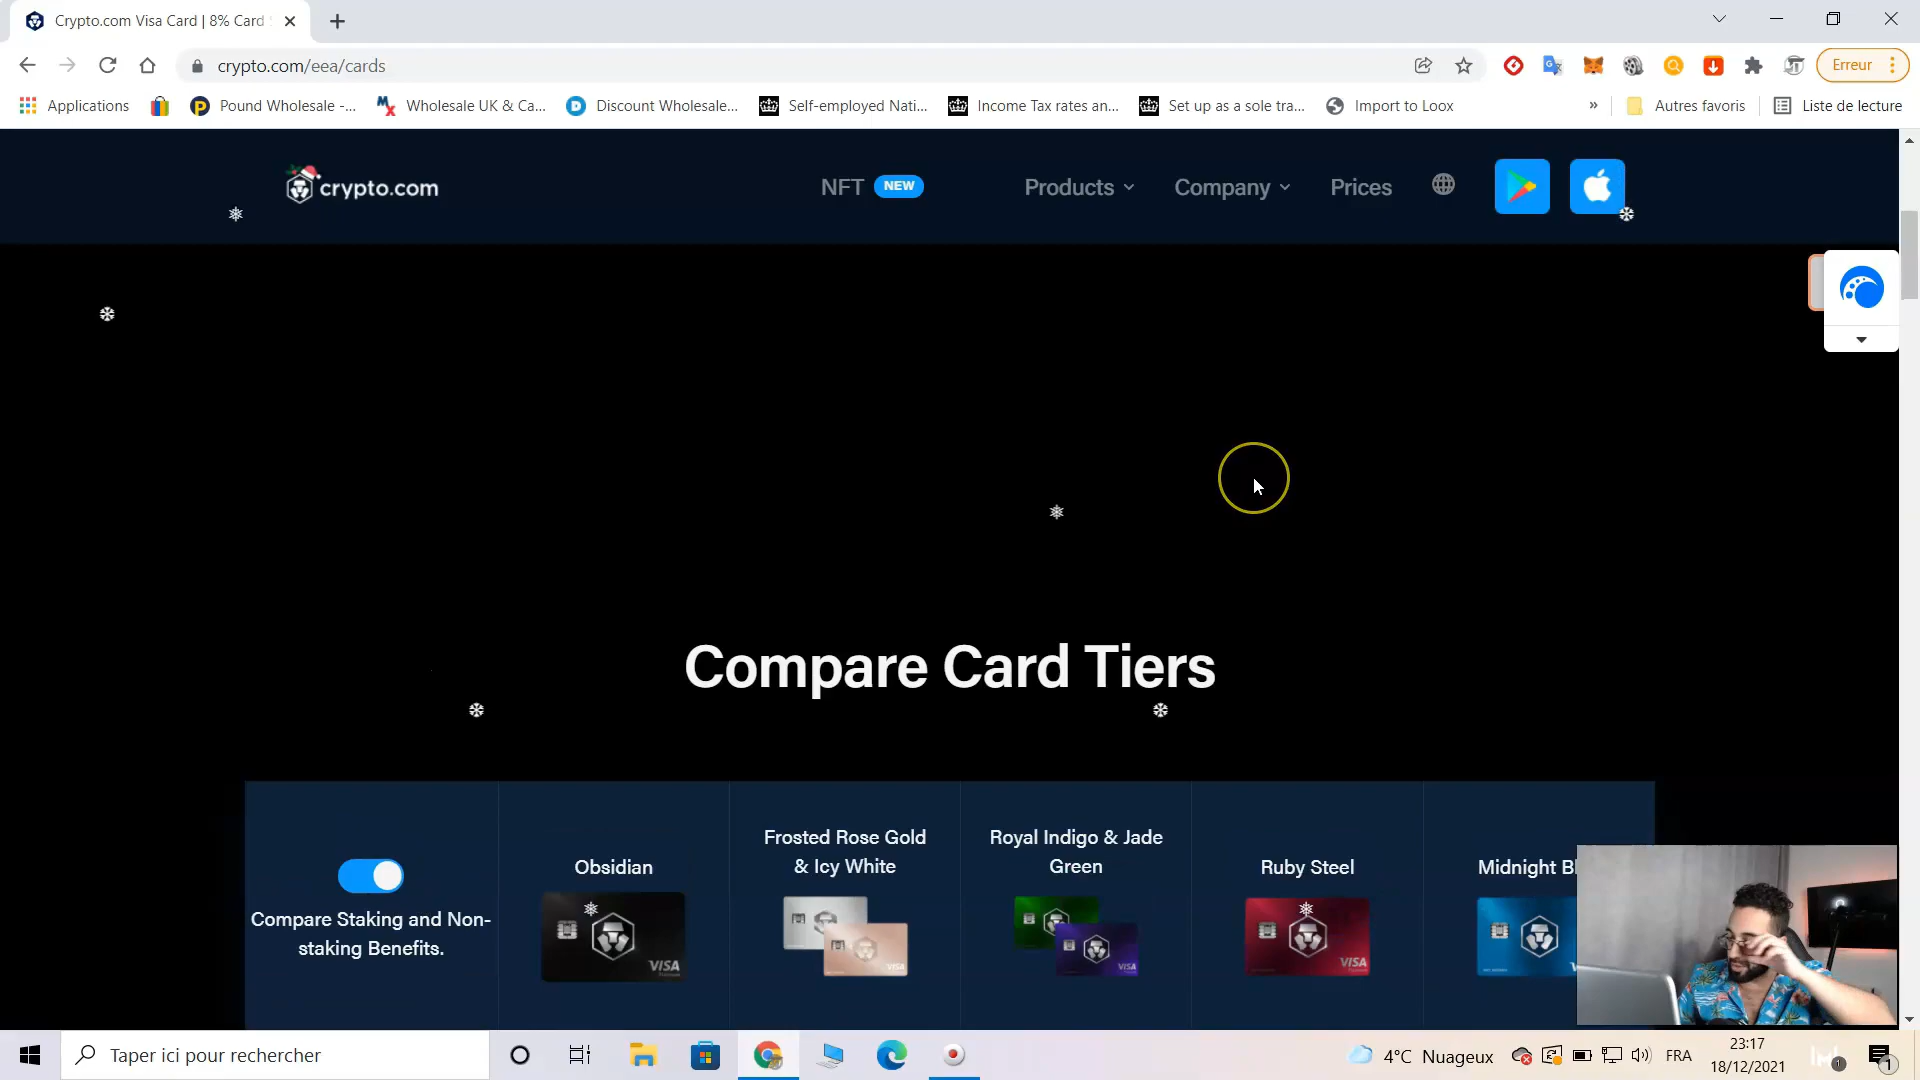 Crypto.com Visa Card | 8% Card
crypto.com/eea/cards
Erreur
Applications
Pound Wholesale -...
Wholesale UK & Ca...
Discount Wholesale...
Self-employed Nati...
Income Tax rates an...
Set up as a sole tra...
Import to Loox
»
Autres favoris
Liste de lecture
crypto.com
NFT NEW
Products
Company
Prices
Compare Card Tiers
Compare Staking and Non-
staking Benefits.
Obsidian
VISA
Frosted Rose Gold
& Icy White
VISA
Royal Indigo & Jade
Green
VISA
Ruby Steel
VISA
Midnight Bl
Taper ici pour rechercher
4°C Nuageux
FRA
23:17
18/12/2021
1
1